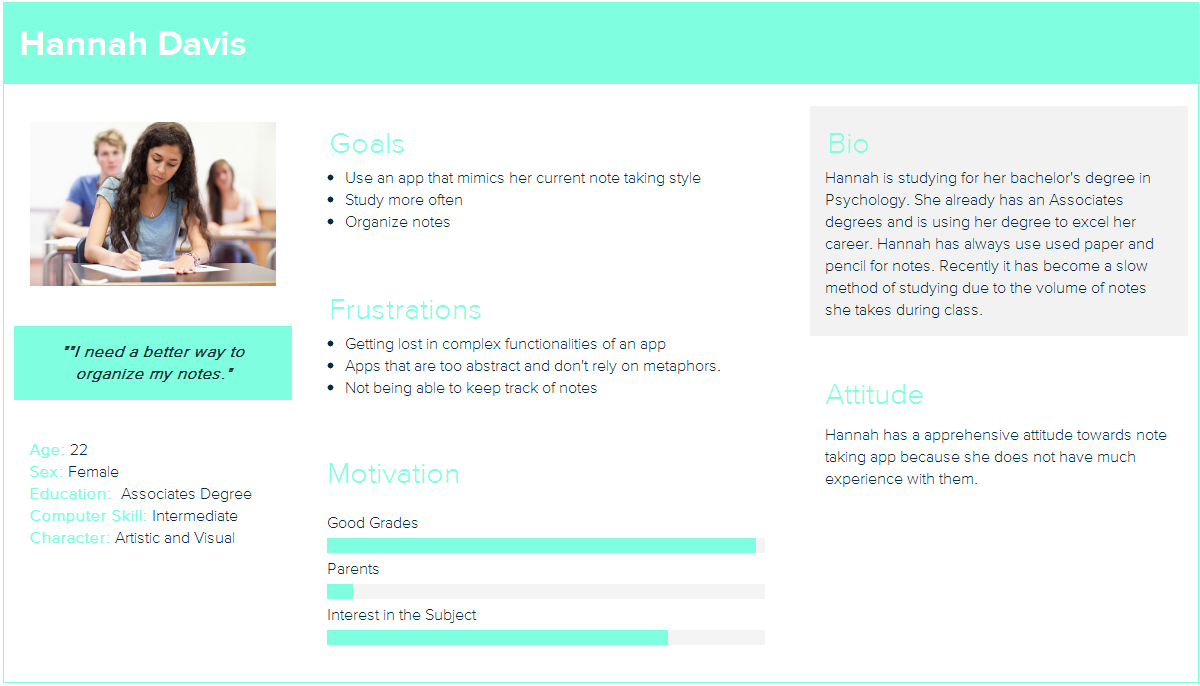 Hannah Davis
""I need a better way to
organize my notes."
Age: 22
Sex: Female
Education: Associates Degree
Computer Skill: Intermediate
Character: Artistic and Visual
Goals
• Use an app that mimics her current note taking style
• Study more often
• Organize notes
Frustrations
• Getting lost in complex functionalities of an app
• Apps that are too abstract and don't rely on metaphors.
• Not being able to keep track of notes
Motivation
Good Grades
Parents
Interest in the Subject
Bio
Hannah is studying for her bachelor's degree in
Psychology. She already has an Associates
degrees and is using her degree to excel her
career. Hannah has always use used paper and
pencil for notes. Recently it has become a slow
method of studying due to the volume of notes
she takes during class.
Attitude
Hannah has a apprehensive attitude towards note
taking app because she does not have much
experience with them.